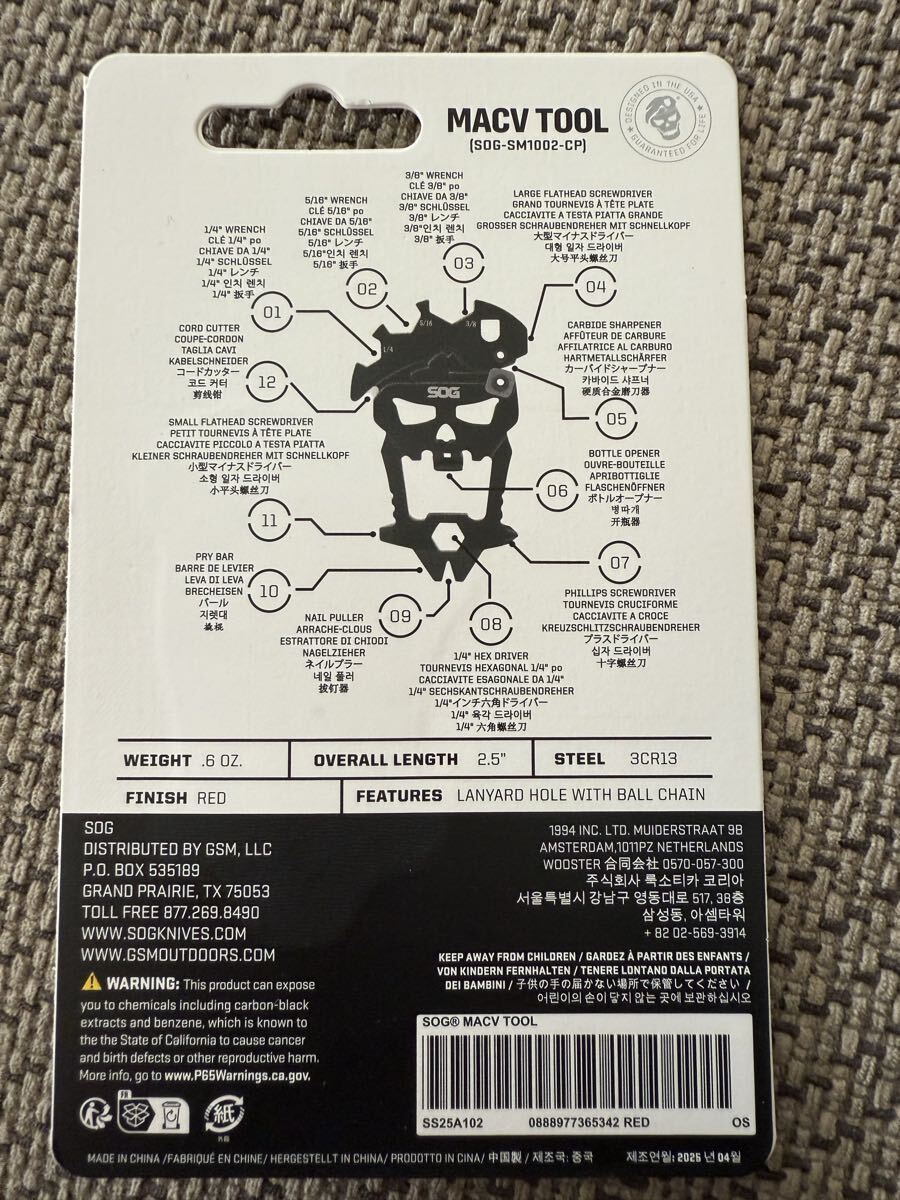 MACV TOOL
(SOG-SM1002-CP)
DESIGNED IN THE USA
GUARANTEED FOR LIFE
1/4" WRENCH
CLÉ 1/4" po
CHIAVE DA 1/4"
1/4" SCHLÜSSEL
1/4" レンチ
1/4" 인치 렌치
1/4" 扳手
01
5/16" WRENCH
CLÉ 5/16" po
CHIAVE DA 5/16"
5/16" SCHLÜSSEL
5/16" レンチ
5/16"인치 렌치
5/16" 扳手
02
3/8" WRENCH
CLÉ 3/8" po
CHIAVE DA 3/8"
3/8" SCHLÜSSEL
3/8" レンチ
3/8"인치 렌치
3/8" 扳手
03
LARGE FLATHEAD SCREWDRIVER
GRAND TOURNEVIS À TÊTE PLATE
CACCIAVITE A TESTA PIATTA GRANDE
GROSSER SCHRAUBENDREHER MIT SCHNELLKOPF
大型マイナスドライバー
대형 일자 드라이버
大号平头螺丝刀
04
CARBIDE SHARPENER
AFFÛTEUR DE CARBURE
AFFILATRICE AL CARBURO
HARTMETALLSCHÄRFER
カーバイドシャープナー
카바이드 샤프너
硬质合金磨刀器
05
BOTTLE OPENER
OUVRE-BOUTEILLE
APRIBOTTIGLIE
FLASCHENÖFFNER
ボトルオープナー
병따개
开瓶器
06
07
PHILLIPS SCREWDRIVER
TOURNEVIS CRUCIFORME
CACCIAVITE A CROCE
KREUZSCHLITZSCHRAUBENDREHER
プラスドライバー
십자 드라이버
十字螺丝刀
08
1/4" HEX DRIVER
TOURNEVIS HEXAGONAL 1/4" po
CACCIAVITE ESAGONALE DA 1/4"
1/4" SECHSKANTSCHRAUBENDREHER
1/4"インチ六角ドライバー
1/4" 육각 드라이버
1/4" 六角螺丝刀
09
NAIL PULLER
ARRACHE-CLOUS
ESTRATTORE DI CHIODI
NAGELZIEHER
ネイルプラー
네일 풀러
拔钉器
10
PRY BAR
BARRE DE LEVIER
LEVA DI LEVA
BRECHEISEN
バール
지렛대
撬棍
11
SMALL FLATHEAD SCREWDRIVER
PETIT TOURNEVIS À TÊTE PLATE
CACCIAVITE PICCOLO A TESTA PIATTA
KLEINER SCHRAUBENDREHER MIT SCHNELLKOPF
小型マイナスドライバー
소형 일자 드라이버
小平头螺丝刀
12
CORD CUTTER
COUPE-CORDON
TAGLIA CAVI
KABELSCHNEIDER
コードカッター
코드 커터
剪线钳
1/4
5/16
3/8
SOG
WEIGHT .6 OZ.
OVERALL LENGTH 2.5"
STEEL 3CR13
FINISH RED
FEATURES LANYARD HOLE WITH BALL CHAIN
SOG
DISTRIBUTED BY GSM, LLC
P.O. BOX 535189
GRAND PRAIRIE, TX 75053
TOLL FREE 877.269.8490
WWW.SOGKNIVES.COM
WWW.GSMOUTDOORS.COM
WARNING: This product can expose
you to chemicals including carbon-black
extracts and benzene, which is known to
the the State of California to cause cancer
and birth defects or other reproductive harm.
More info, go to www.P65Warnings.ca.gov.
1994 INC. LTD. MUIDERSTRAAT 9B
AMSTERDAM,1011PZ NETHERLANDS
WOOSTER 合同会社 0570-057-300
주식회사 룩소티카 코리아
서울특별시 강남구 영동대로 517, 38층
삼성동, 아셈타워
+ 82 02-569-3914
KEEP AWAY FROM CHILDREN / GARDEZ À PARTIR DES ENFANTS /
VON KINDERN FERNHALTEN / TENERE LONTANO DALLA PORTATA
DEI BAMBINI / 子供の手の届かない場所で保管してください /
어린이의 손이 닿지 않는 곳에 보관하십시오
SOG® MACV TOOL
SS25A102 0888977365342 RED OS
FR
紙
MADE IN CHINA /FABRIQUÉ EN CHINE/ HERGESTELLT IN CHINA/ PRODOTTO IN CINA/ 中国製 / 제조국: 중국 제조연월: 2025 년 04월